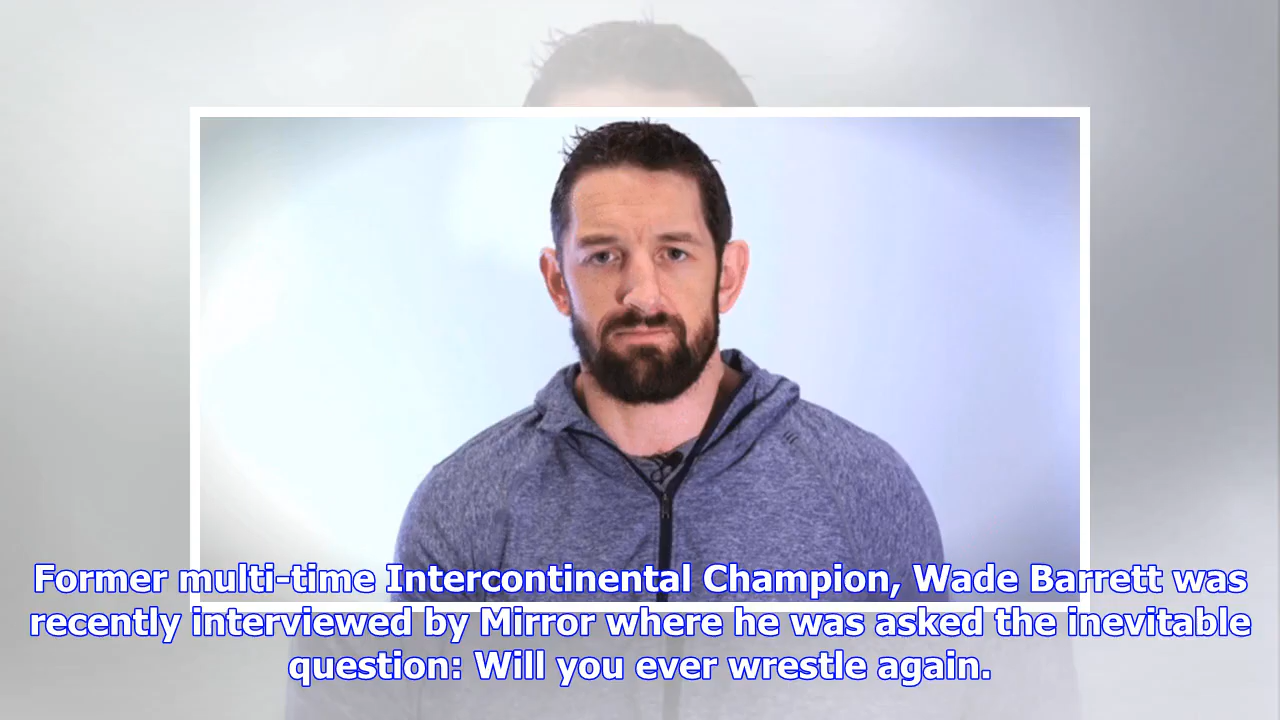 Former multi-time Intercontinental Champion, Wade Barrett was
recently interviewed by Mirror where he was asked the inevitable
question: Will you ever wrestle again.